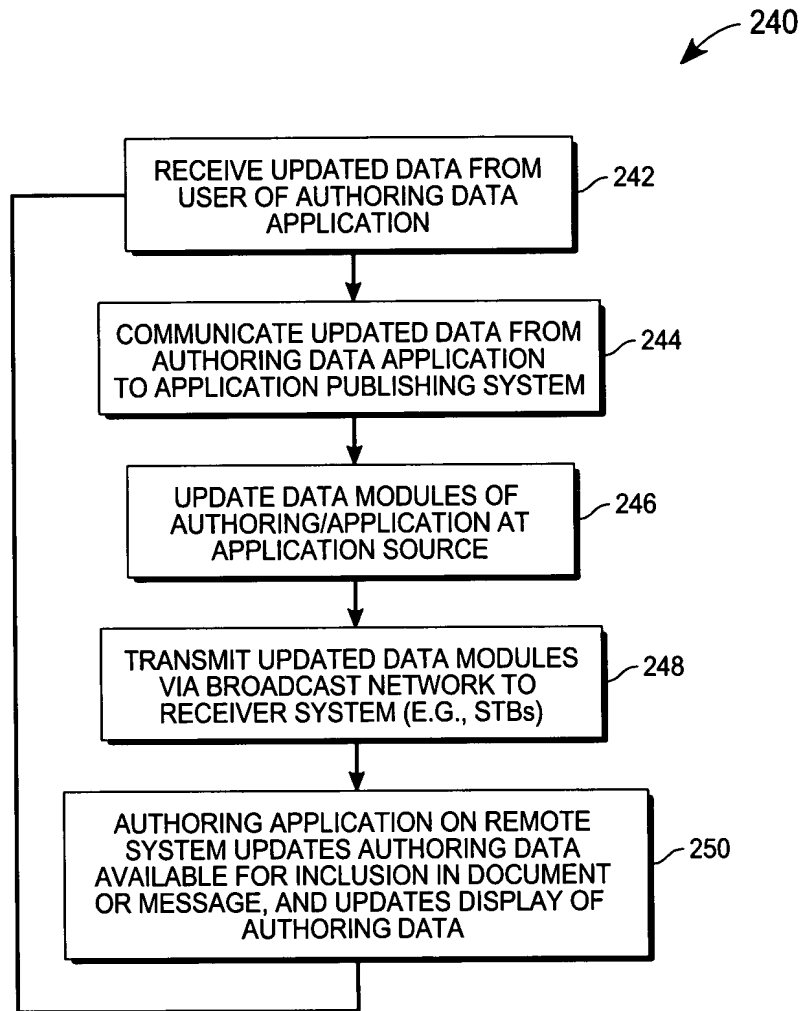 240
RECEIVE UPDATED DATA FROM
USER OF AUTHORING DATA
APPLICATION
242
COMMUNICATE UPDATED DATA FROM
AUTHORING DATA APPLICATION
TO APPLICATION PUBLISHING SYSTEM
244
UPDATE DATA MODULES OF
AUTHORING/APPLICATION AT
APPLICATION SOURCE
246
TRANSMIT UPDATED DATA MODULES
VIA BROADCAST NETWORK TO
RECEIVER SYSTEM (E.G., STBs)
248
AUTHORING APPLICATION ON REMOTE
SYSTEM UPDATES AUTHORING DATA
AVAILABLE FOR INCLUSION IN DOCUMENT
OR MESSAGE, AND UPDATES DISPLAY OF
AUTHORING DATA
250